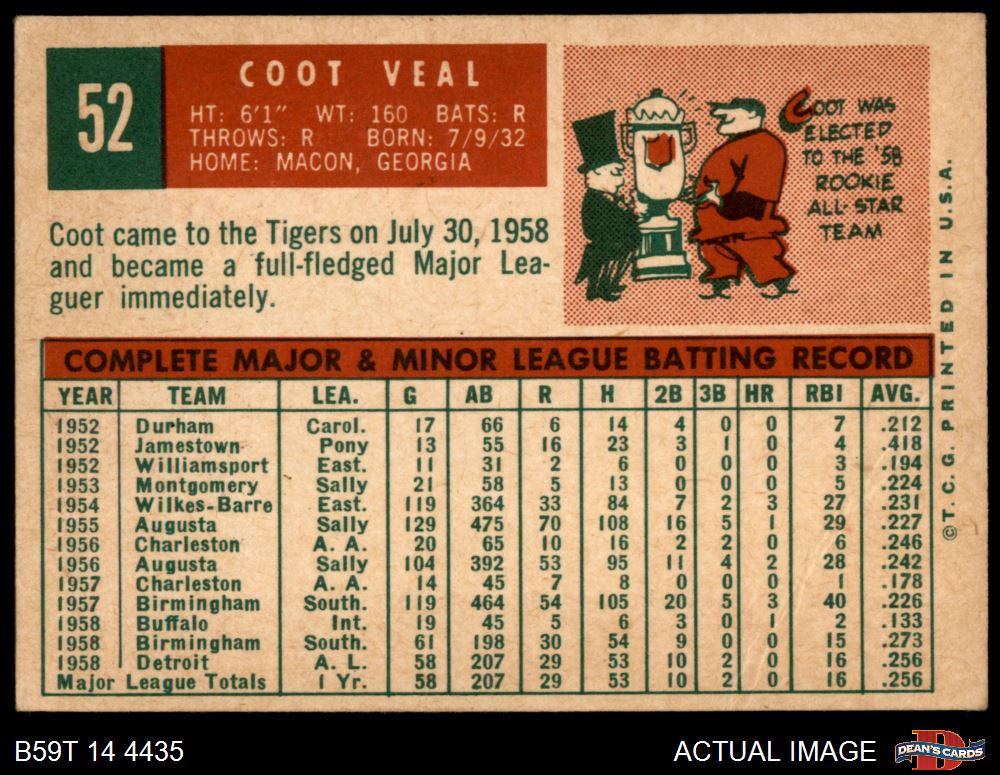 52
COOT VEAL
HT: 6'1" WT: 160 BATS: R
THROWS: R BORN: 7/9/32
HOME: MACON, GEORGIA
COOT WAS
ELECTED
TO THE '58
ROOKIE
ALL-STAR
TEAM
Coot came to the Tigers on July 30, 1958
and became a full-fledged Major Lea-
guer immediately.
COMPLETE MAJOR & MINOR LEAGUE BATTING RECORD
YEAR TEAM LEA. G AB R H 2B 3B HR RBI AVG.
1952 Durham Carol. 17 66 6 14 4 0 0 7 .212
1952 Jamestown Pony 13 55 16 23 3 1 0 4 .418
1952 Williamsport East. 11 31 2 6 0 0 0 3 .194
1953 Montgomery Sally 21 58 5 13 0 0 0 5 .224
1954 Wilkes-Barre East. 119 364 33 84 7 2 3 27 .231
1955 Augusta Sally 129 475 70 108 16 5 1 29 .227
1956 Charleston A. A. 20 65 10 16 2 2 0 6 .246
1956 Augusta Sally 104 392 53 95 11 4 2 28 .242
1957 Charleston A. A. 14 45 7 8 0 0 0 1 .178
1957 Birmingham South. 119 464 54 105 20 5 3 40 .226
1958 Buffalo Int. 19 45 5 6 3 0 1 2 .133
1958 Birmingham South. 61 198 30 54 9 0 0 15 .273
1958 Detroit A. L. 58 207 29 53 10 2 0 16 .256
Major League Totals 1 Yr. 58 207 29 53 10 2 0 16 .256
© T. C. G. PRINTED IN U.S.A.
B59T 14 4435
ACTUAL IMAGE
DEAN'S CARDS